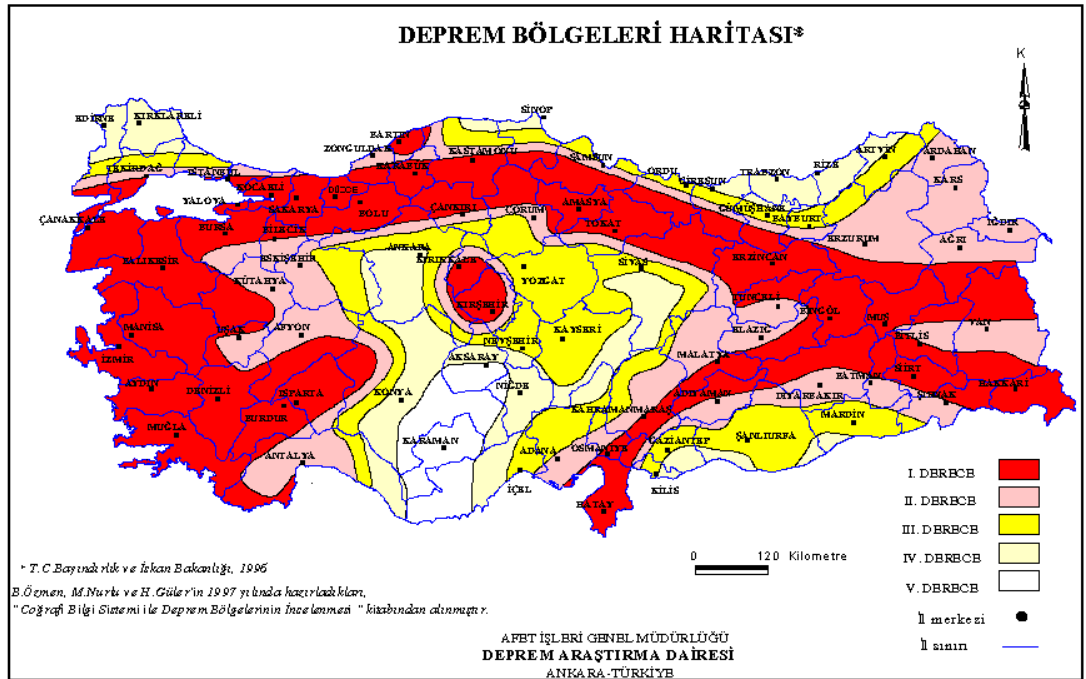 DEPREM BÖLGELERİ HARİTASI*
K
SİNOP
EDİRNE
KIRKLARELİ
BARTIN
ZONGULDAK
KASTAMONU
KARABÜK
SAMSUN
ARTVİN
ARDAHAN
RİZE
TRABZON
ORDU
GİRESUN
KARS
TEKİRDAĞ
İSTANBUL
KOCAELİ
DÜZCE
YALOVA
SAKARYA
BOLU
ÇANKIRI
ÇORUM
AMASYA
TOKAT
GÜMÜŞHANE
BAYBURT
IĞDIR
ÇANAKKALE
BURSA
BİLECİK
ERZURUM
AĞRI
ANKARA
ESKİŞEHİR
KIRIKKALE
BALIKESİR
YOZGAT
SİVAS
ERZİNCAN
KÜTAHYA
KIRŞEHİR
TUNCELİ
BİNGÖL
MUŞ
VAN
MANİSA
UŞAK
AFYON
KAYSERİ
ELAZIĞ
BİTLİS
İZMİR
NEVŞEHİR
AKSARAY
MALATYA
SİİRT
AYDIN
DENİZLİ
ISPARTA
KONYA
NİĞDE
ADIYAMAN
DİYARBAKIR
BATMAN
HAKKARİ
ŞIRNAK
BURDUR
KAHRAMANMARAŞ
MARDİN
MUĞLA
KARAMAN
GAZİANTEP
ŞANLIURFA
ANTALYA
ADANA
OSMANİYE
İÇEL
KİLİS
HATAY
I. DERECE
II. DERECE
III. DERECE
IV. DERECE
V. DERECE
İl merkezi
İl sınırı
0 120 Kilometre
* T.C.Bayındırlık ve İskan Bakanlığı, 1996
B.Özmen, M.Nurlu ve H.Güler'in 1997 yılında hazırladıkları,
"Coğrafi Bilgi Sistemi ile Deprem Bölgelerinin İncelenmesi " kitabından alınmıştır.
AFET İŞLERİ GENEL MÜDÜRLÜĞÜ
DEPREM ARAŞTIRMA DAİRESİ
ANKARA-TÜRKİYE